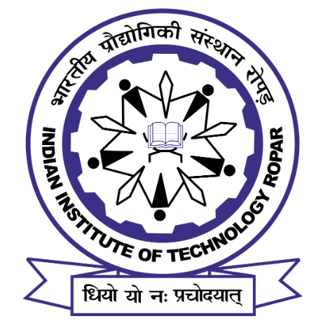 भारतीय प्रौद्योगिकी संस्थान रोपड़
INDIAN INSTITUTE OF TECHNOLOGY ROPAR
धियो यो नः प्रचोदयात्